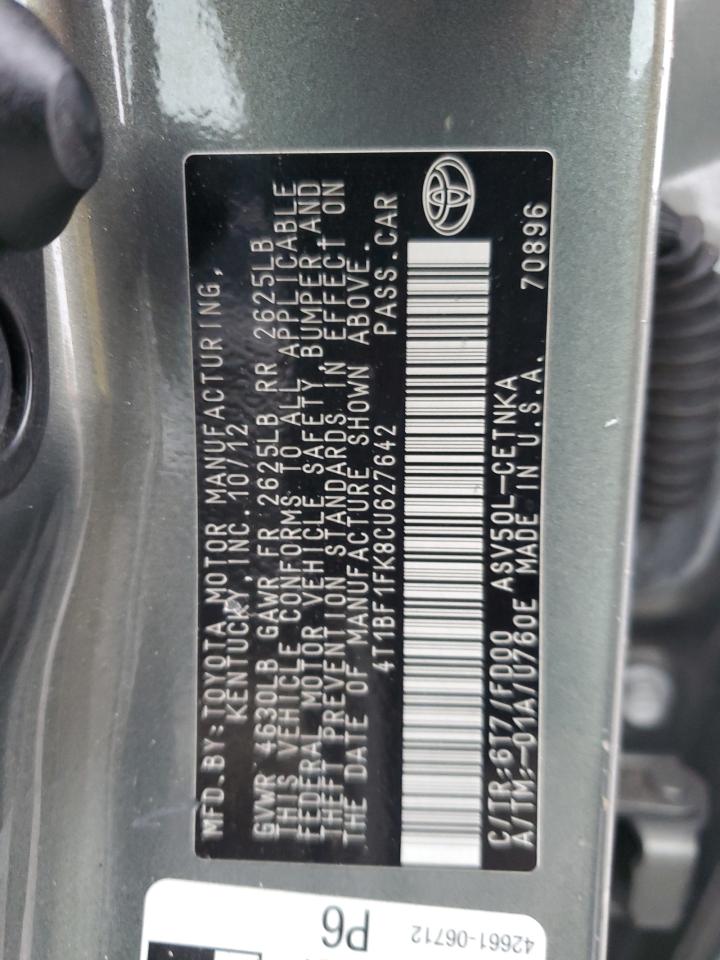 MFD.BY:TOYOTA MOTOR MANUFACTURING,
KENTUCKY,INC.10/12
GVWR 4630LB GAWR FR 2625LB RR 2625LB
THIS VEHICLE CONFORMS TO ALL APPLICABLE
FEDERAL MOTOR VEHICLE SAFETY,BUMPER,AND
THEFT PREVENTION STANDARDS IN EFFECT ON
THE DATE OF MANUFACTURE SHOWN ABOVE.
4T1BF1FK8CU627642 PASS.CAR
C/TR:6T7/FD00 ASV50L-CETNKA 70896
A/TM:-01A/U760E MADE IN U.S.A.
P6
42661-06712